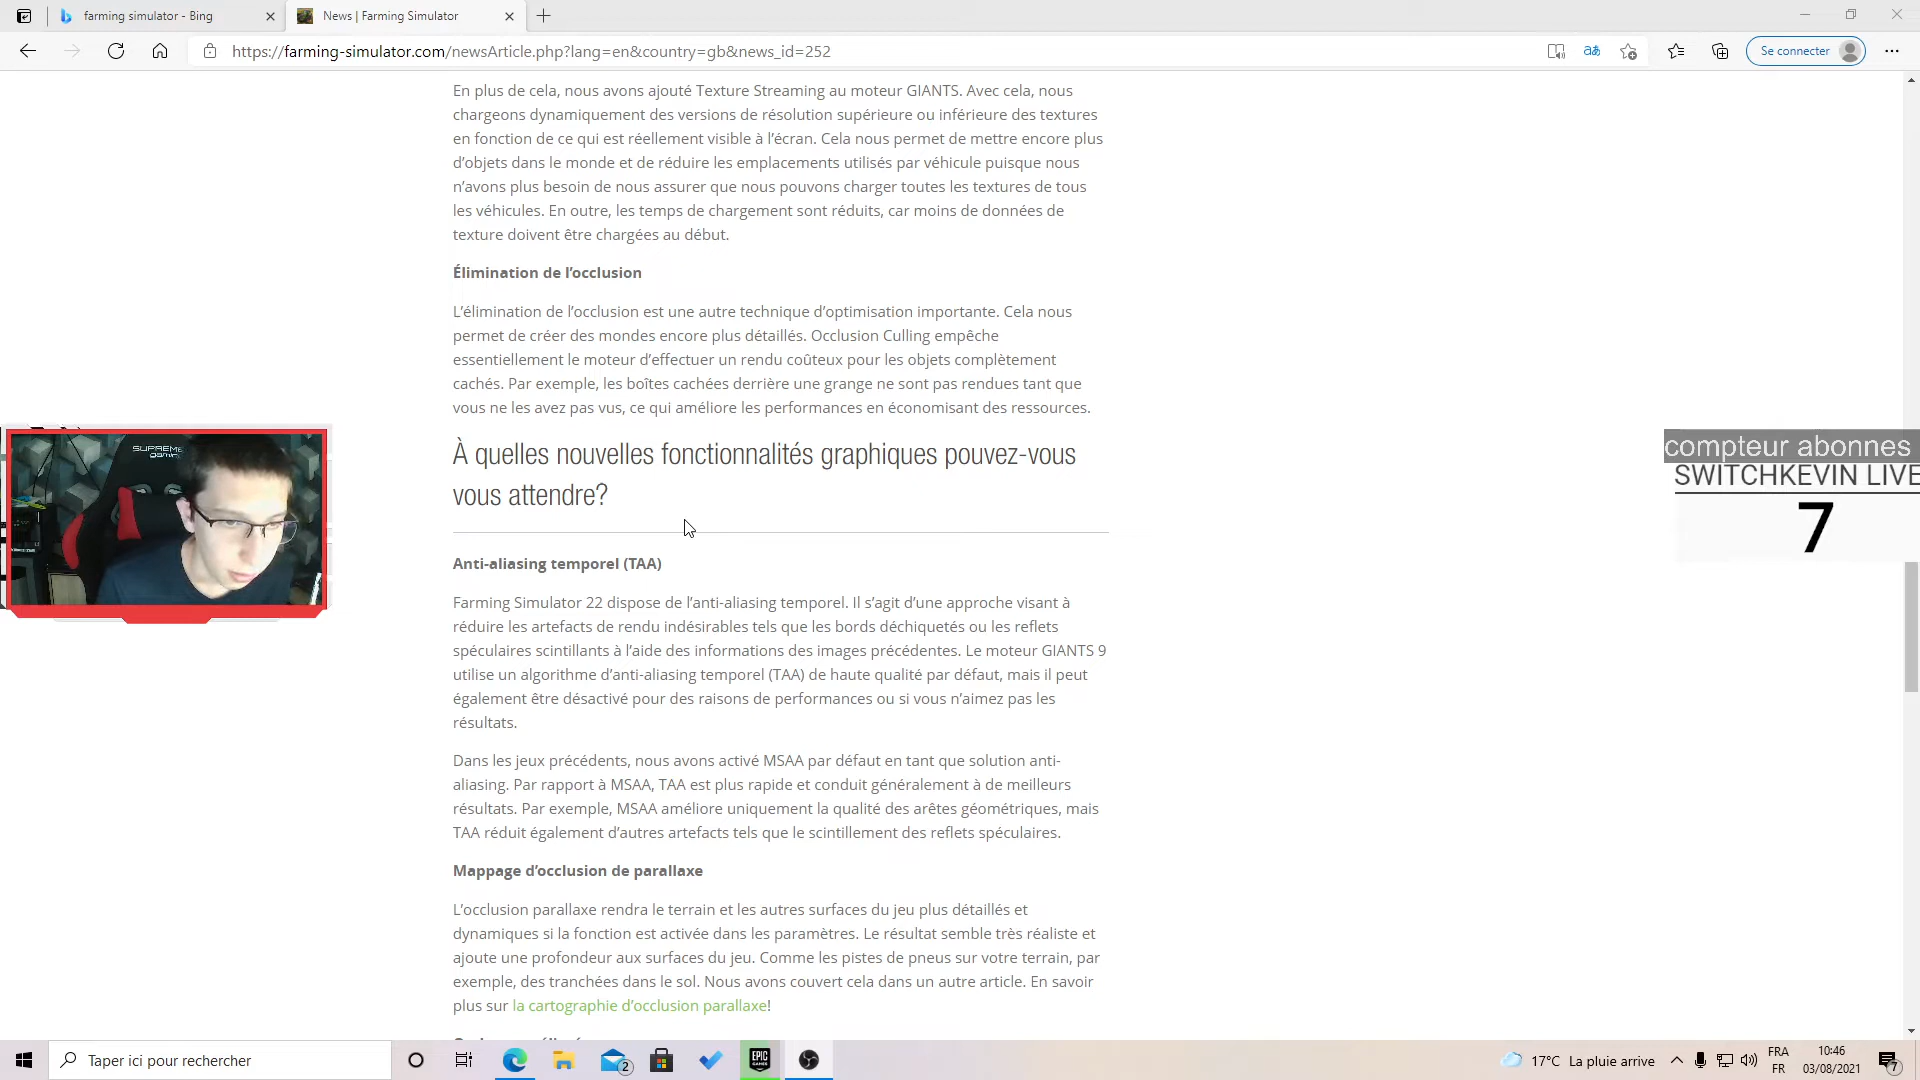 farming simulator - Bing
News | Farming Simulator
https://farming-simulator.com/newsArticle.php?lang=en&country=gb&news_id=252
aあ
Se connecter
En plus de cela, nous avons ajouté Texture Streaming au moteur GIANTS. Avec cela, nous
chargeons dynamiquement des versions de résolution supérieure ou inférieure des textures
en fonction de ce qui est réellement visible à l’écran. Cela nous permet de mettre encore plus
d’objets dans le monde et de réduire les emplacements utilisés par véhicule puisque nous
n’avons plus besoin de nous assurer que nous pouvons charger toutes les textures de tous
les véhicules. En outre, les temps de chargement sont réduits, car moins de données de
texture doivent être chargées au début.
Élimination de l’occlusion
L’élimination de l’occlusion est une autre technique d’optimisation importante. Cela nous
permet de créer des mondes encore plus détaillés. Occlusion Culling empêche
essentiellement le moteur d’effectuer un rendu coûteux pour les objets complètement
cachés. Par exemple, les boîtes cachées derrière une grange ne sont pas rendues tant que
vous ne les avez pas vus, ce qui améliore les performances en économisant des ressources.
À quelles nouvelles fonctionnalités graphiques pouvez-vous
vous attendre?
SUPREME
gaming
compteur abonnes
SWITCHKEVIN LIVE
7
Anti-aliasing temporel (TAA)
Farming Simulator 22 dispose de l’anti-aliasing temporel. Il s’agit d’une approche visant à
réduire les artefacts de rendu indésirables tels que les bords déchiquetés ou les reflets
spéculaires scintillants à l’aide des informations des images précédentes. Le moteur GIANTS 9
utilise un algorithme d’anti-aliasing temporel (TAA) de haute qualité par défaut, mais il peut
également être désactivé pour des raisons de performances ou si vous n’aimez pas les
résultats.
Dans les jeux précédents, nous avons activé MSAA par défaut en tant que solution anti-
aliasing. Par rapport à MSAA, TAA est plus rapide et conduit généralement à de meilleurs
résultats. Par exemple, MSAA améliore uniquement la qualité des arêtes géométriques, mais
TAA réduit également d’autres artefacts tels que le scintillement des reflets spéculaires.
Mappage d’occlusion de parallaxe
L’occlusion parallaxe rendra le terrain et les autres surfaces du jeu plus détaillés et
dynamiques si la fonction est activée dans les paramètres. Le résultat semble très réaliste et
ajoute une profondeur aux surfaces du jeu. Comme les pistes de pneus sur votre terrain, par
exemple, des tranchées dans le sol. Nous avons couvert cela dans un autre article. En savoir
plus sur la cartographie d’occlusion parallaxe!
Taper ici pour rechercher
2
EPIC
GAMES
17°C La pluie arrive
FRA
FR
10:46
03/08/2021
7